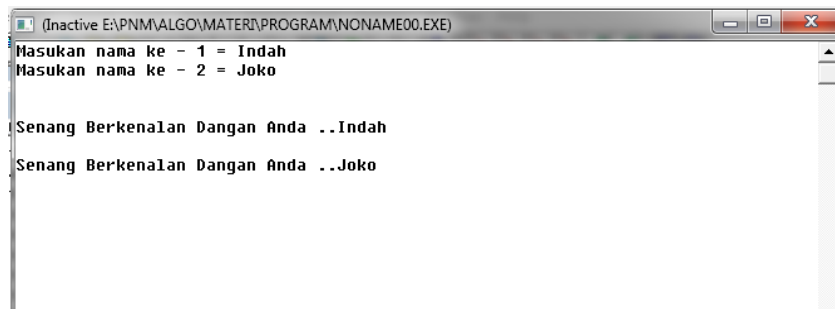 (Inactive E:\PNM\ALGO\MATERI\PROGRAM\NONAME00.EXE)
Masukan nama ke - 1 = Indah
Masukan nama ke - 2 = Joko
Senang Berkenalan Dangan Anda ..Indah
Senang Berkenalan Dangan Anda ..Joko